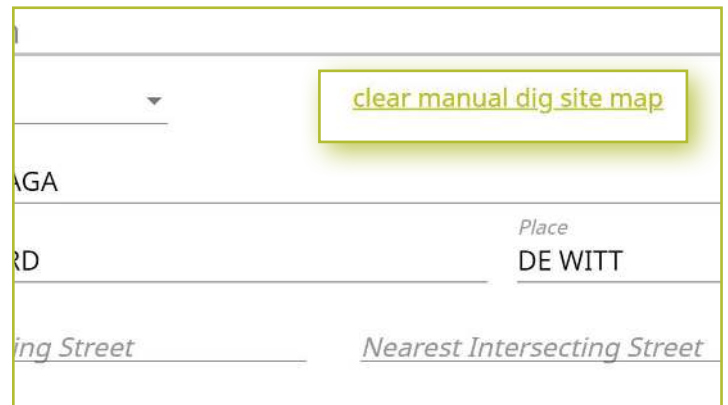 clear manual dig site map
AGA
Place
RD
DE WITT
ing Street
Nearest Intersecting Street